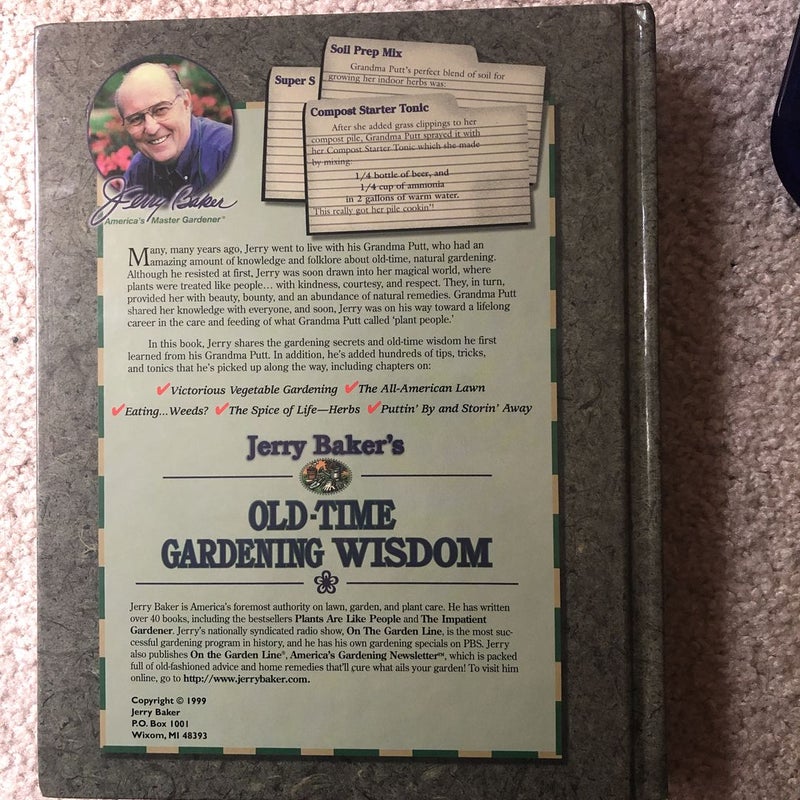 Soil Prep Mix
Grandma Putt's perfect blend of soil for
growing her indoor herbs was:
Super S
Compost Starter Tonic
After she added grass clippings to her
compost pile, Grandma Putt sprayed it with
her Compost Starter Tonic which she made
by mixing:
1/4 bottle of beer, and
1/4 cup of ammonia
in 2 gallons of warm water.
This really got her pile cookin'!
Jerry Baker
America's Master Gardener®
Many, many years ago, Jerry went to live with his Grandma Putt, who had an
amazing amount of knowledge and folklore about old-time, natural gardening.
Although he resisted at first, Jerry was soon drawn into her magical world, where
plants were treated like people... with kindness, courtesy, and respect. They, in turn,
provided her with beauty, bounty, and an abundance of natural remedies. Grandma Putt
shared her knowledge with everyone, and soon, Jerry was on his way toward a lifelong
career in the care and feeding of what Grandma Putt called 'plant people.'
In this book, Jerry shares the gardening secrets and old-time wisdom he first
learned from his Grandma Putt. In addition, he's added hundreds of tips, tricks,
and tonics that he's picked up along the way, including chapters on:
✔Victorious Vegetable Gardening ✔The All-American Lawn
✔Eating...Weeds? ✔The Spice of Life—Herbs ✔Puttin' By and Storin' Away
Jerry Baker's
OLD-TIME
GARDENING WISDOM
Jerry Baker is America's foremost authority on lawn, garden, and plant care. He has written
over 40 books, including the bestsellers Plants Are Like People and The Impatient
Gardener. Jerry's nationally syndicated radio show, On The Garden Line, is the most suc-
cessful gardening program in history, and he has his own gardening specials on PBS. Jerry
also publishes On the Garden Line®, America's Gardening Newsletter™, which is packed
full of old-fashioned advice and home remedies that'll cure what ails your garden! To visit him
online, go to http://www.jerrybaker.com.
Copyright © 1999
Jerry Baker
P.O. Box 1001
Wixom, MI 48393